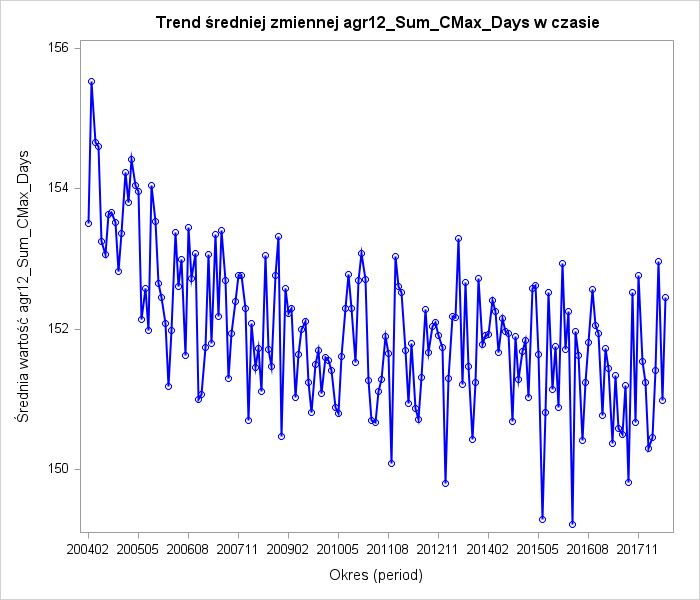 Trend średniej zmiennej agr12_Sum_CMax_Days w czasie
156
154
152
150
Średnia wartość agr12_Sum_CMax_Days
200402 200505 200608 200711 200902 201005 201108 201211 201402 201505 201608 201711
Okres (period)